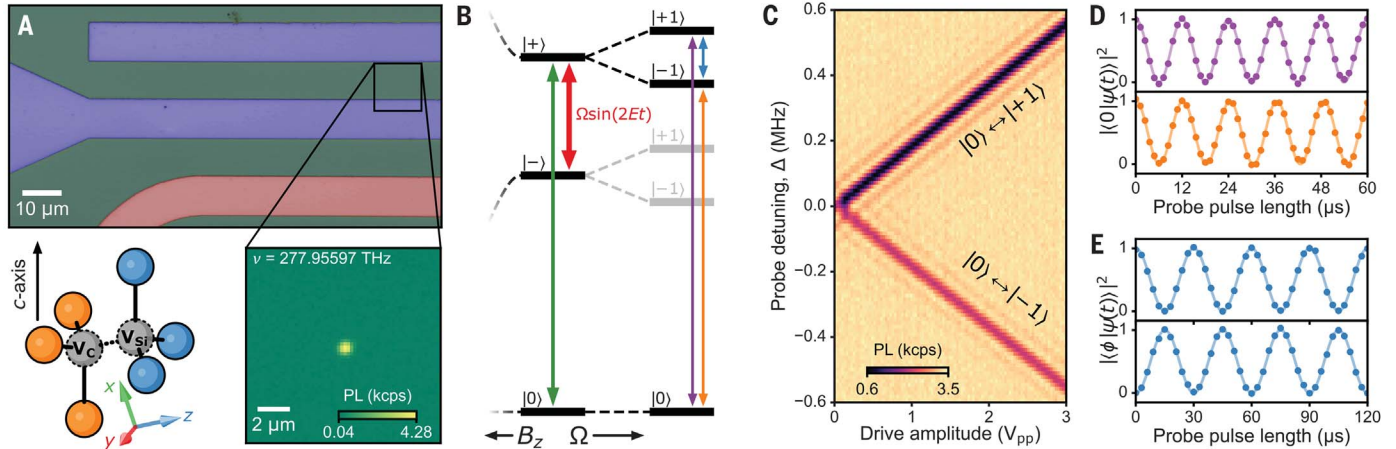 A
10 µm
c-axis
V_C
V_Si
x
y
z
ν = 277.95597 THz
PL (kcps)
2 µm
0.04 4.28
B
|+⟩
|−⟩
|0⟩
Ωsin(2Et)
|+1⟩
|−1⟩
|+1⟩
|−1⟩
|0⟩
B_z Ω
C
Probe detuning, Δ (MHz)
0.6
0.4
0.2
0.0
−0.2
−0.4
−0.6
|0⟩↔|+1⟩
|0⟩↔|−1⟩
PL (kcps)
0.6 3.5
0 1 2 3
Drive amplitude (V_pp)
D
|⟨0|ψ(t)⟩|²
1
0
1
0
0 12 24 36 48 60
Probe pulse length (µs)
E
|⟨ϕ|ψ(t)⟩|²
1
0
1
0
0 30 60 90 120
Probe pulse length (µs)